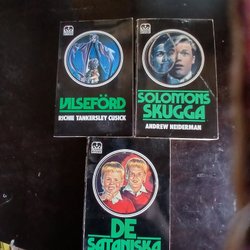 VILSEFÖRD
RICHIE TANKERSLEY CUSICK
SOLOMONS
SKUGGA
ANDREW NEIDERMAN
DE
SATANISKA